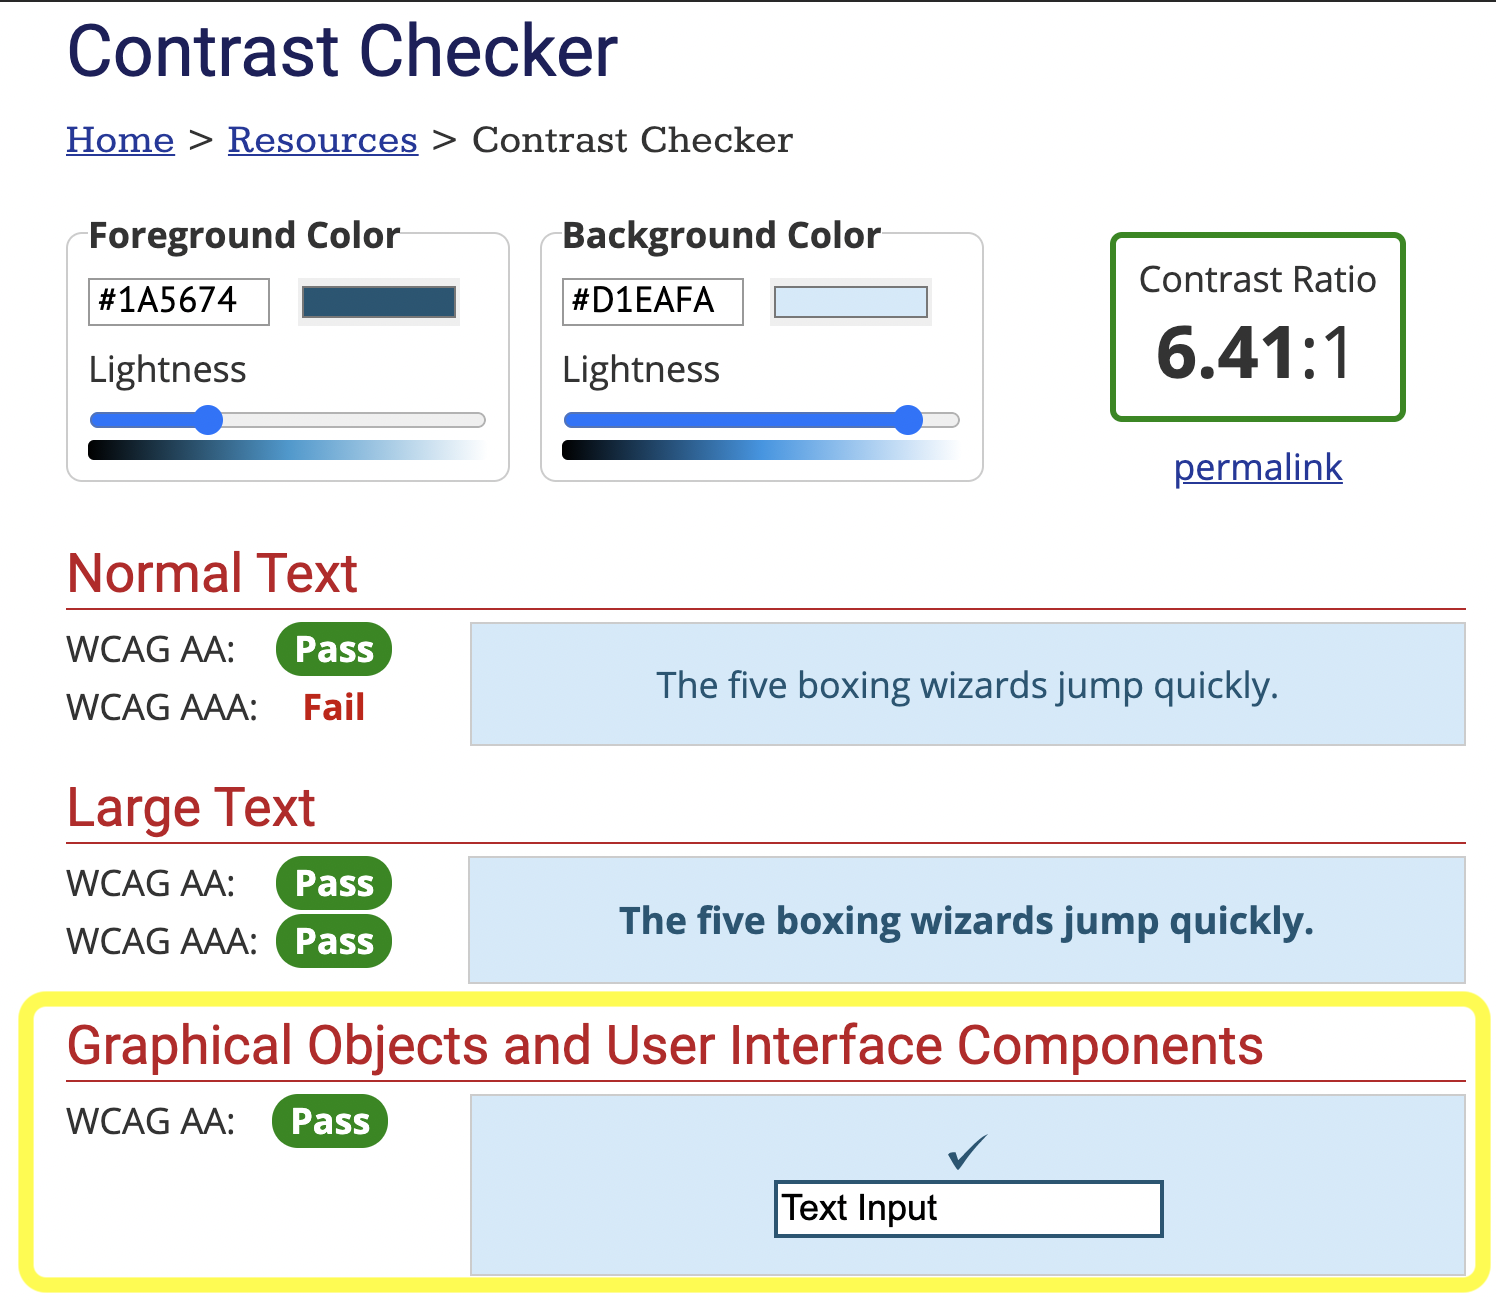 Contrast Checker
Home > Resources > Contrast Checker
Foreground Color
#1A5674
Lightness
Background Color
#D1EAFA
Lightness
Contrast Ratio
6.41:1
permalink
Normal Text
WCAG AA: Pass
WCAG AAA: Fail
The five boxing wizards jump quickly.
Large Text
WCAG AA: Pass
WCAG AAA: Pass
The five boxing wizards jump quickly.
Graphical Objects and User Interface Components
WCAG AA: Pass
✓
Text Input